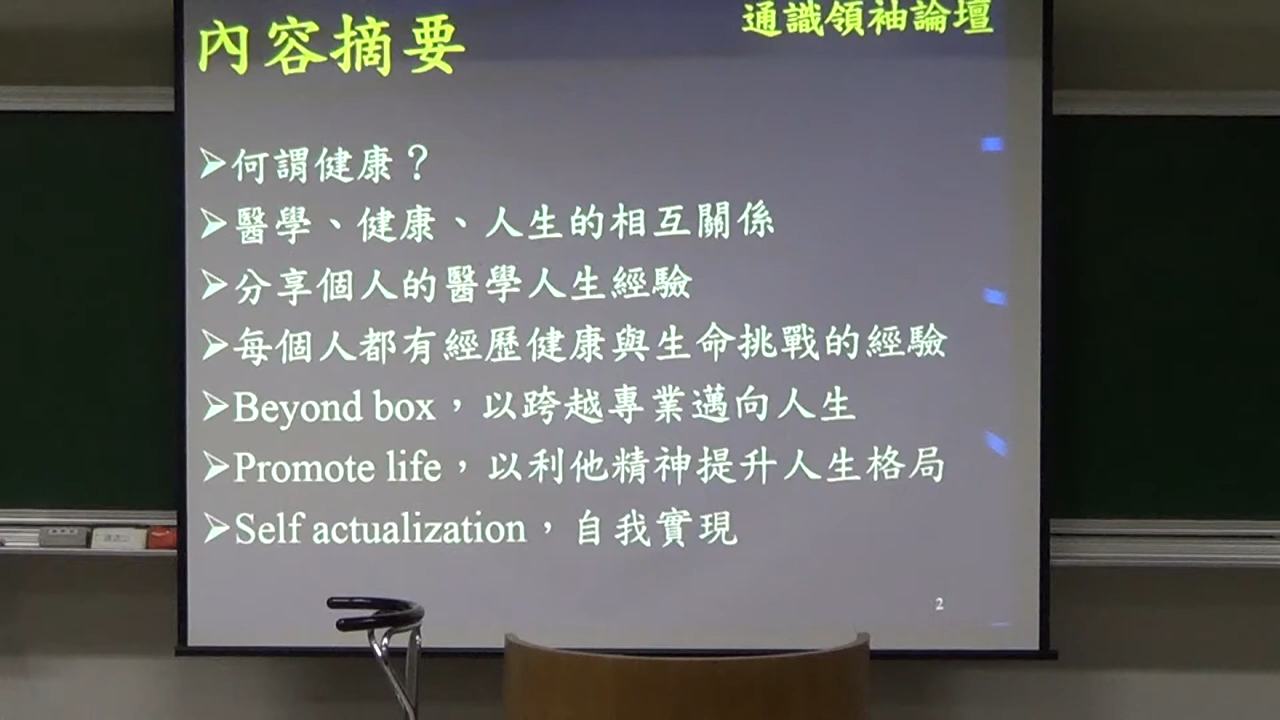 通識領袖論壇
內容摘要
➢何謂健康？
➢醫學、健康、人生的相互關係
➢分享個人的醫學人生經驗
➢每個人都有經歷健康與生命挑戰的經驗
➢Beyond box，以跨越專業邁向人生
➢Promote life，以利他精神提升人生格局
➢Self actualization，自我實現
2